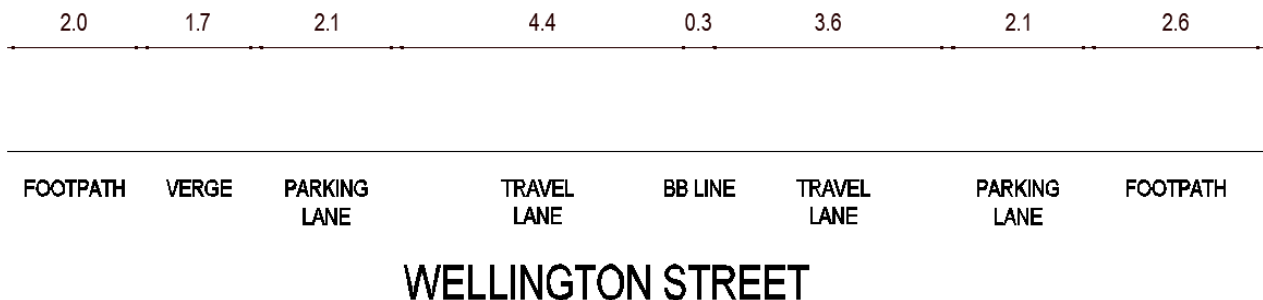 2.0 1.7 2.1 4.4 0.3 3.6 2.1 2.6
FOOTPATH VERGE PARKING TRAVEL BB LINE TRAVEL PARKING FOOTPATH
LANE LANE LANE LANE
WELLINGTON STREET